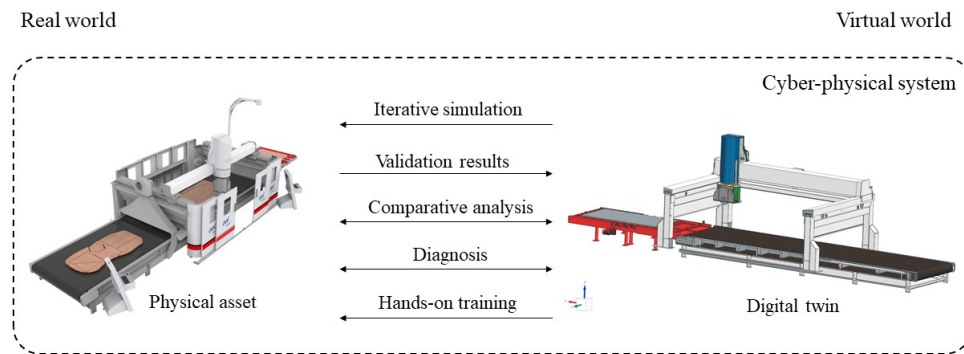 Real world
Virtual world
Cyber-physical system
Iterative simulation
Validation results
Comparative analysis
Diagnosis
Hands-on training
Physical asset
Digital twin